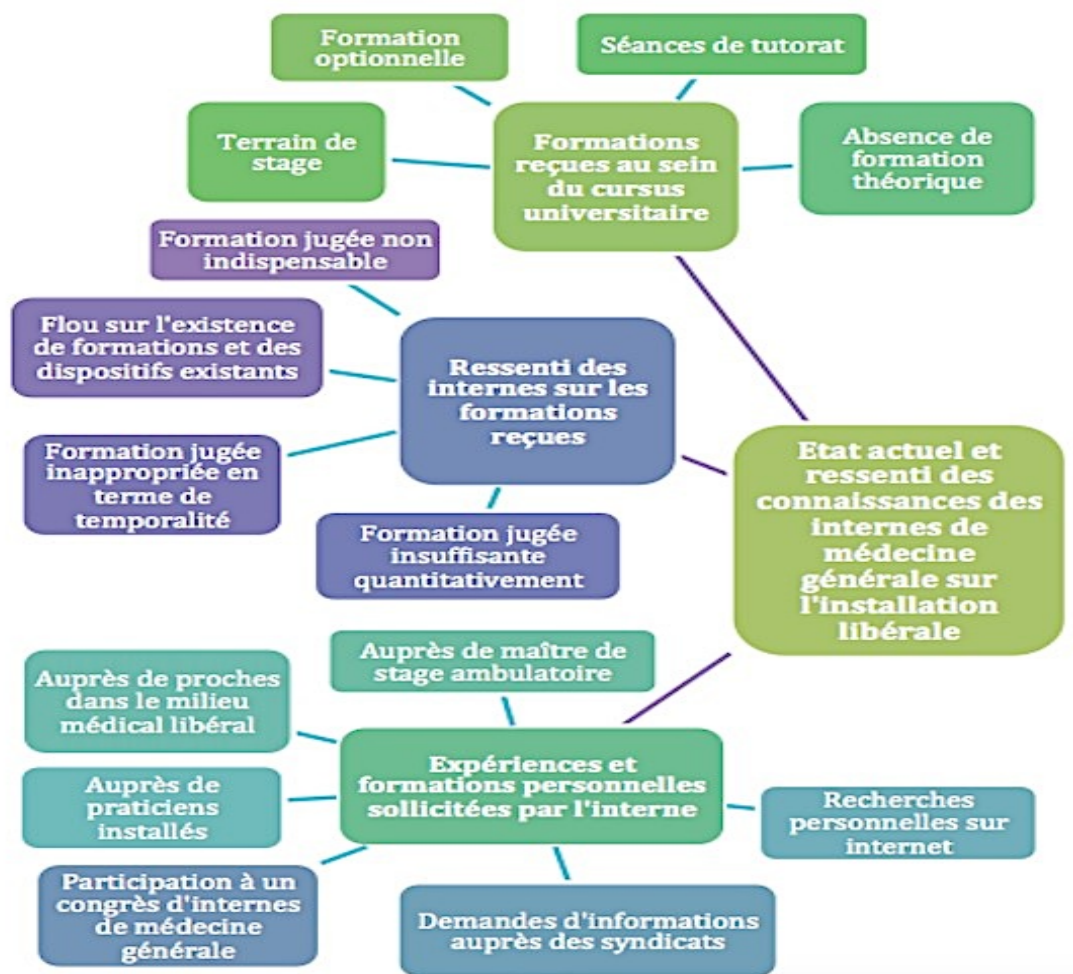 Formation
optionnelle
Séances de tutorat
Terrain de
stage
Formations
reçues au sein
du cursus
universitaire
Absence de
formation
théorique
Formation jugée non
indispensable
Flou sur l'existence
de formations et des
dispositifs existants
Ressenti des
internes sur les
formations
reçues
Formation jugée
inappropriée en
terme de
temporalité
Formation jugée
insuffisante
quantitativement
Etat actuel et
ressenti des
connaissances des
internes de
médecine
générale sur
l'installation
libérale
Auprès de maître de
stage ambulatoire
Auprès de proches
dans le milieu
médical libéral
Expériences et
formations personnelles
sollicitées par l'interne
Auprès de
praticiens
installés
Recherches
personnelles sur
internet
Participation à un
congrès d'internes
de médecine
générale
Demandes d'informations
auprès des syndicats